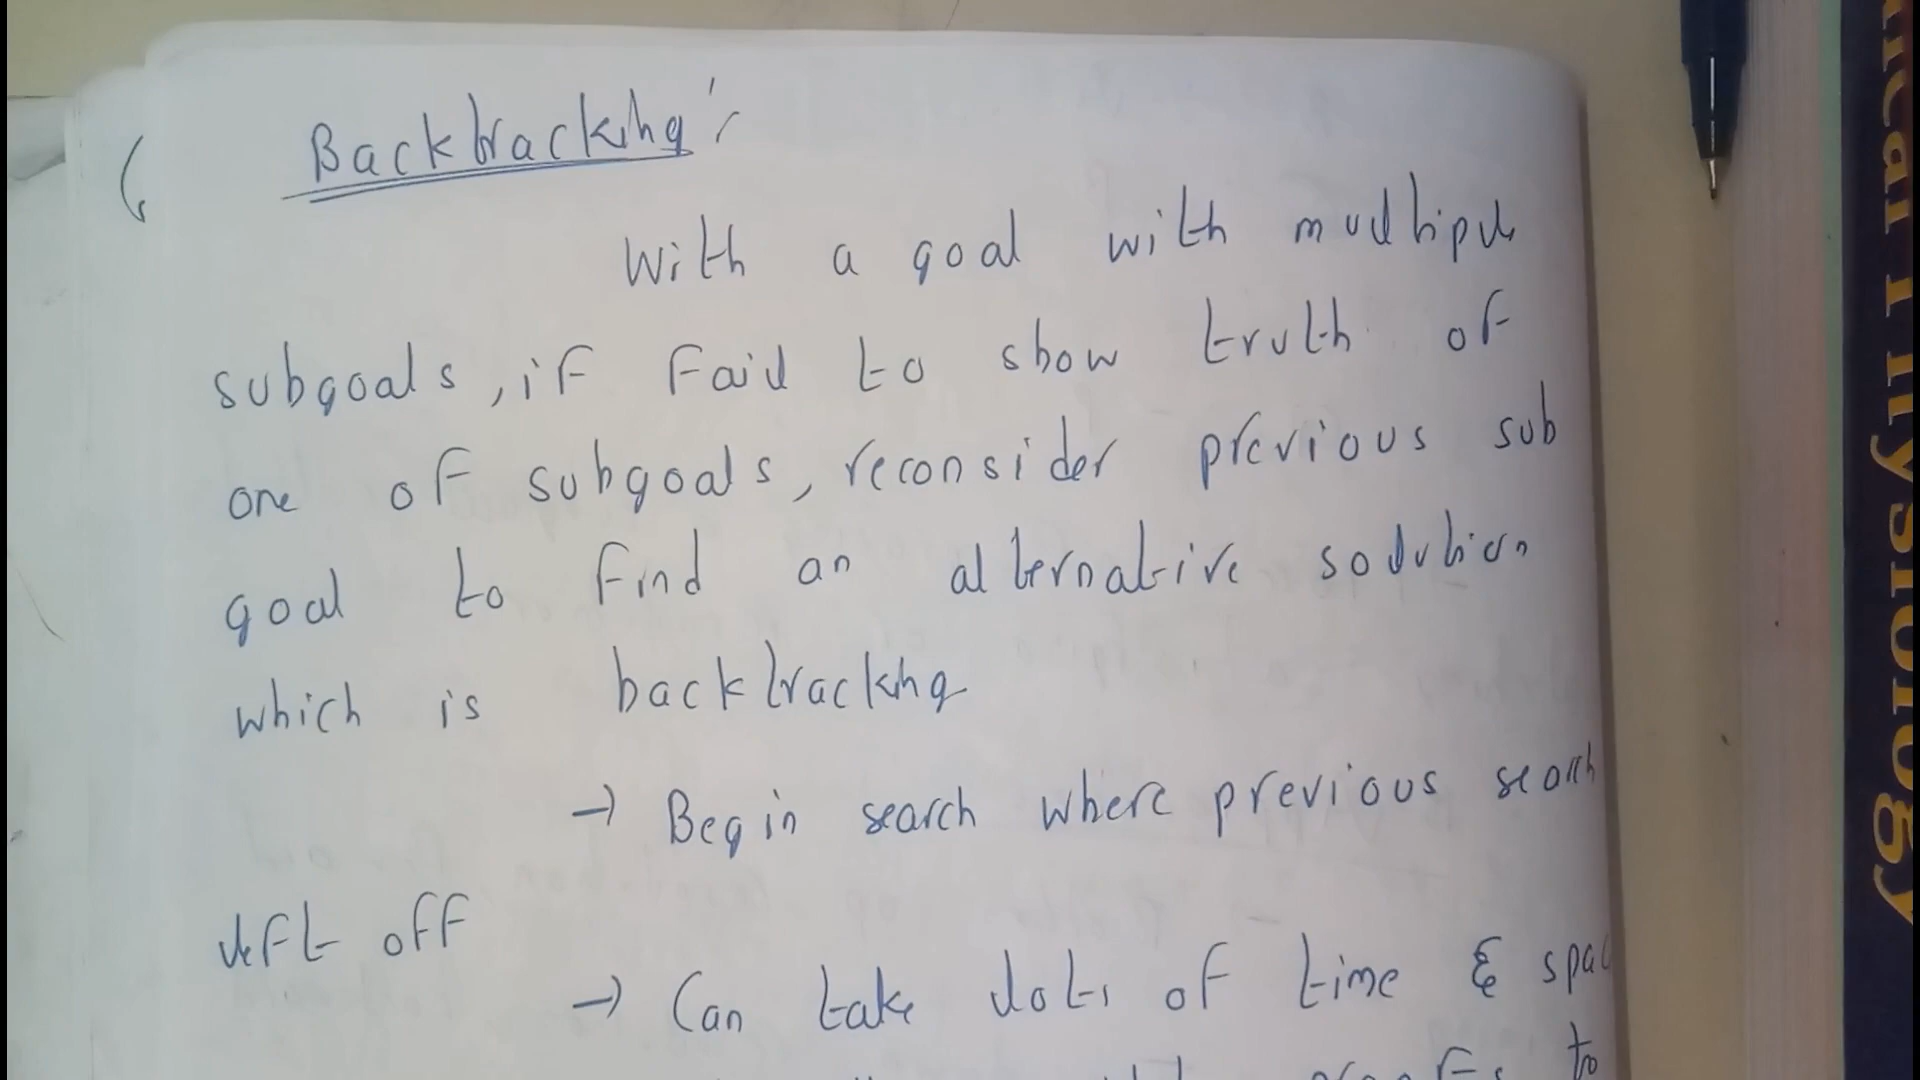 Backtracking :-
With a goal with multiple
subgoals, if Fail to show truth of
one of subgoals, reconsider previous sub
goal to find an alternative solution
which is backtracking
→ Begin search where previous search
left off
→ Can take lots of time & spac
to
Physiology